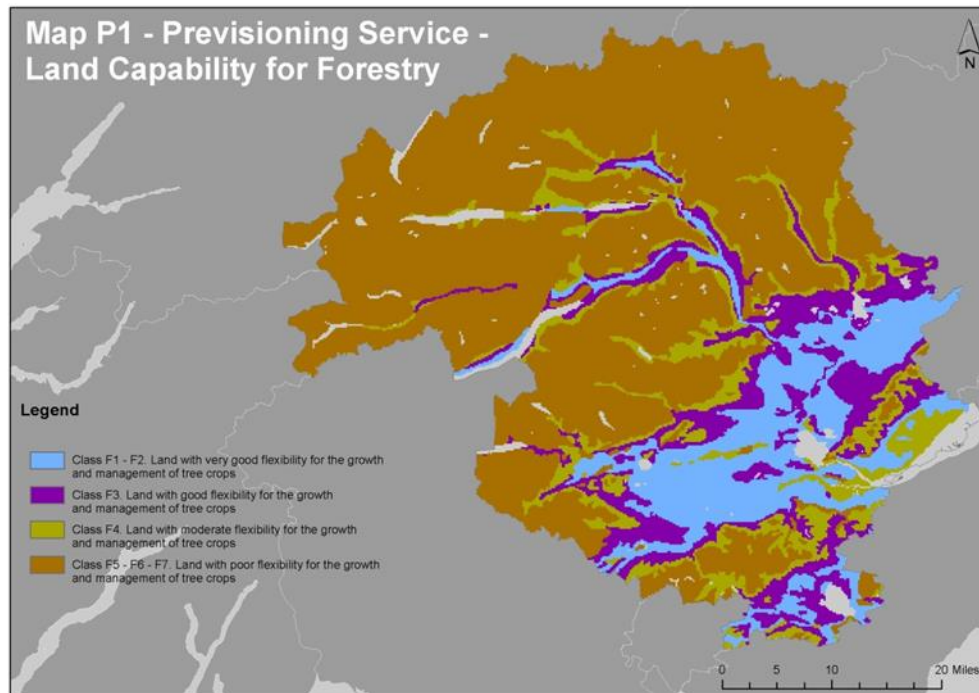 Map P1 - Previsioning Service -
Land Capability for Forestry
N
Legend
Class F1 - F2. Land with very good flexibility for the growth
and management of tree crops
Class F3. Land with good flexibility for the growth
and management of tree crops
Class F4. Land with moderate flexibility for the growth
and management of tree crops
Class F5 - F6 - F7. Land with poor flexibility for the growth
and management of tree crops
0 5 10 20 Miles